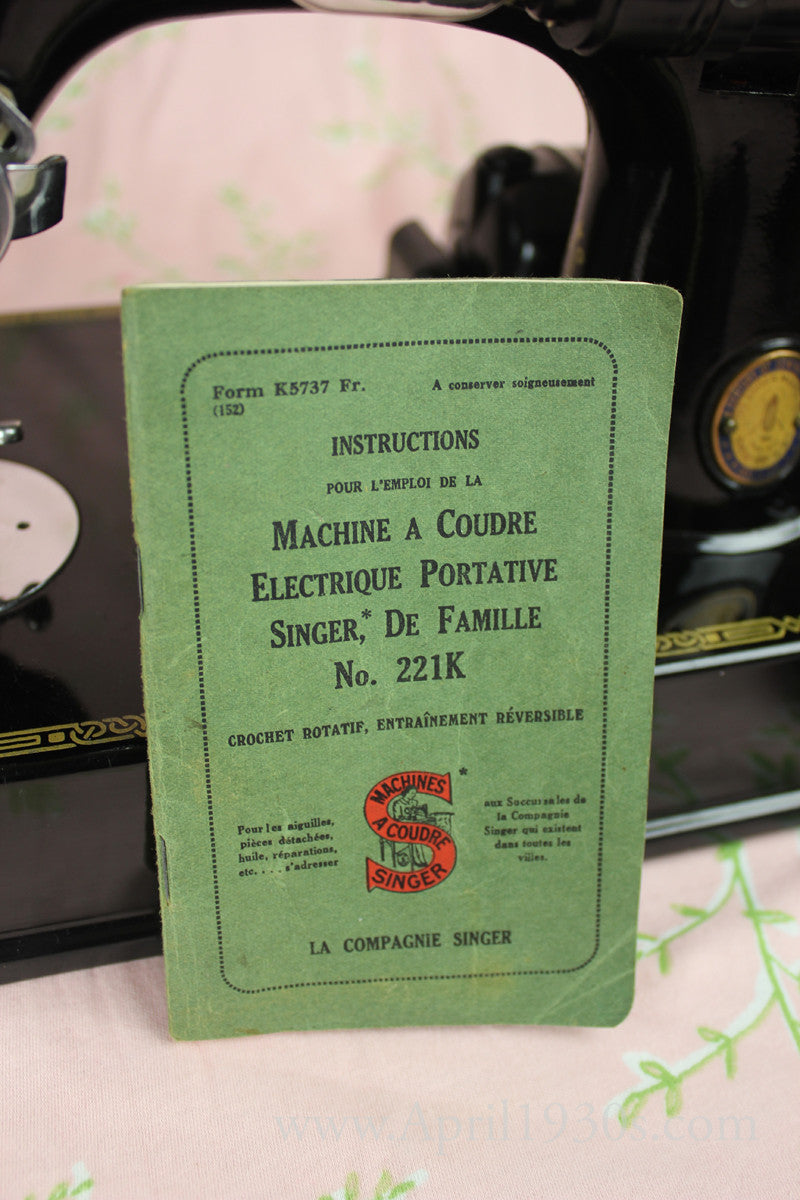 Form K5737 Fr.
(152)
A conserver soigneusement
INSTRUCTIONS
POUR L'EMPLOI DE LA
MACHINE A COUDRE
ELECTRIQUE PORTATIVE
SINGER,* DE FAMILLE
No. 221K
CROCHET ROTATIF, ENTRAÎNEMENT RÉVERSIBLE
Pour les aiguilles,
pièces détachées,
huile, réparations,
etc. . . . s'adresser
MACHINES *
A COUDRE
SINGER
aux Succursales de
la Compagnie
Singer qui existent
dans toutes les
villes.
LA COMPAGNIE SINGER
www.April1930s.com